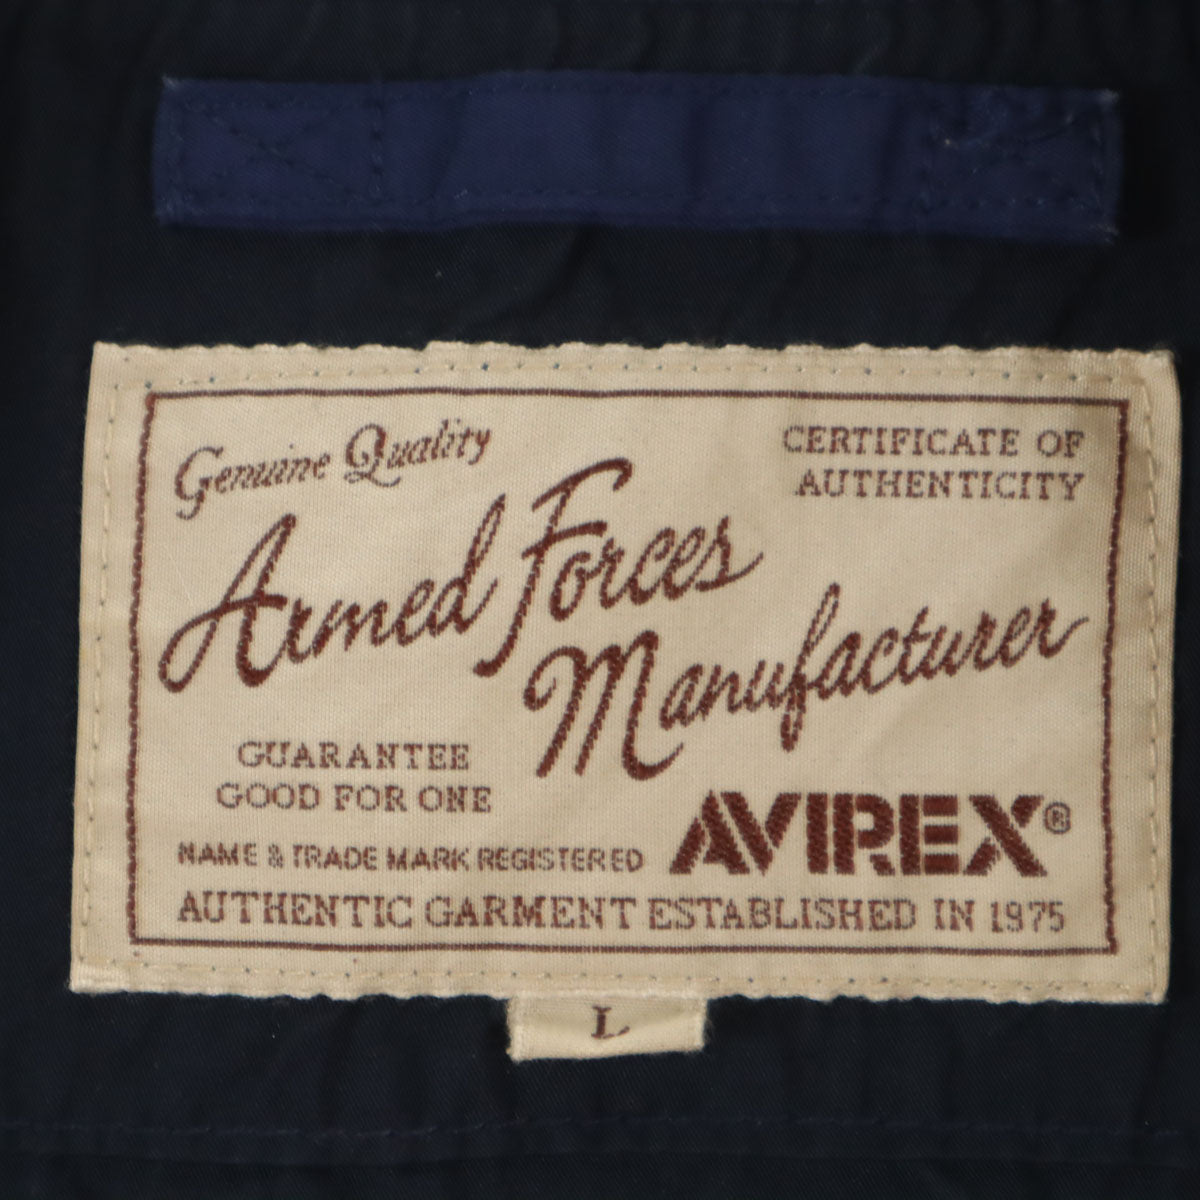 Genuine Quality
CERTIFICATE OF
AUTHENTICITY
Armed Forces
Manufacturer
GUARANTEE
GOOD FOR ONE
NAME & TRADE MARK REGISTERED
AVIREX®
AUTHENTIC GARMENT ESTABLISHED IN 1975
L